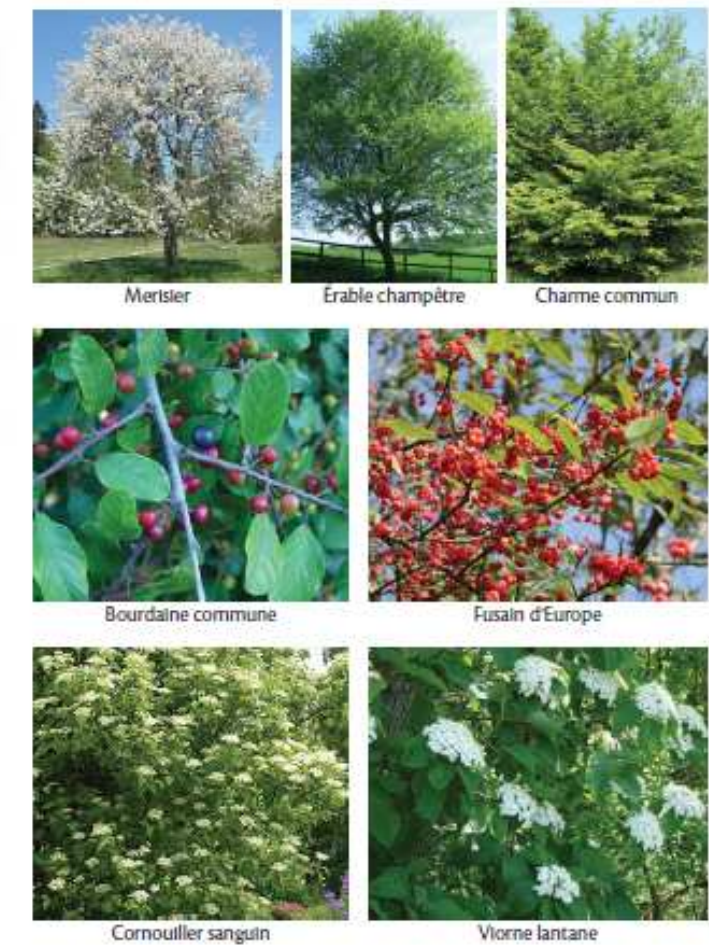 Merisier
Érable champêtre
Charme commun
Bourdaine commune
Fusain d'Europe
Cornouiller sanguin
Viorne lantane